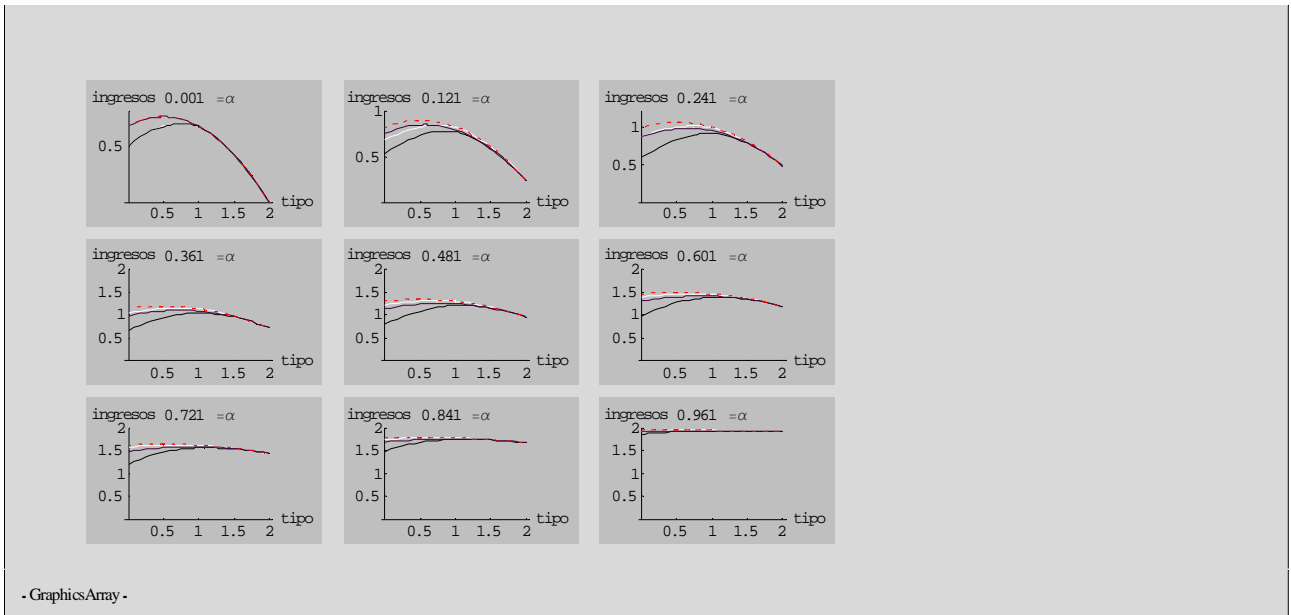 ingresos 0.001 =α
0.5
0.5 1 1.5 2 tipo
ingresos 0.121 =α
1
0.5
0.5 1 1.5 2 tipo
ingresos 0.241 =α
1
0.5
0.5 1 1.5 2 tipo
ingresos 0.361 =α
2
1.5
1
0.5
0.5 1 1.5 2 tipo
ingresos 0.481 =α
2
1.5
1
0.5
0.5 1 1.5 2 tipo
ingresos 0.601 =α
2
1.5
1
0.5
0.5 1 1.5 2 tipo
ingresos 0.721 =α
2
1.5
1
0.5
0.5 1 1.5 2 tipo
ingresos 0.841 =α
2
1.5
1
0.5
0.5 1 1.5 2 tipo
ingresos 0.961 =α
2
1.5
1
0.5
0.5 1 1.5 2 tipo
- GraphicsArray -